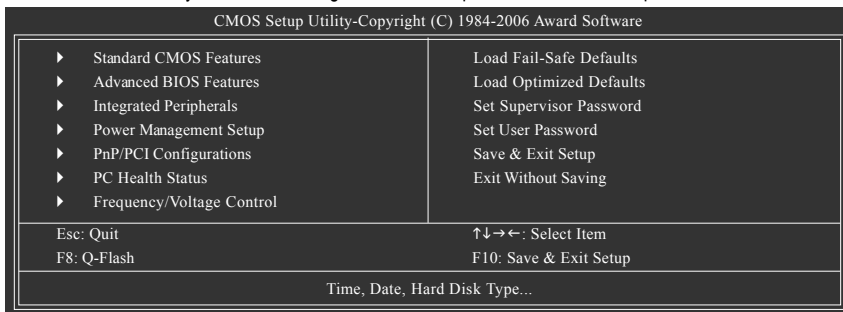 CMOS Setup Utility-Copyright (C) 1984-2006 Award Software
Standard CMOS Features
Advanced BIOS Features
Integrated Peripherals
Power Management Setup
PnP/PCI Configurations
PC Health Status
Frequency/Voltage Control
Load Fail-Safe Defaults
Load Optimized Defaults
Set Supervisor Password
Set User Password
Save & Exit Setup
Exit Without Saving
Esc: Quit
↑↓→←: Select Item
F8: Q-Flash
F10: Save & Exit Setup
Time, Date, Hard Disk Type...